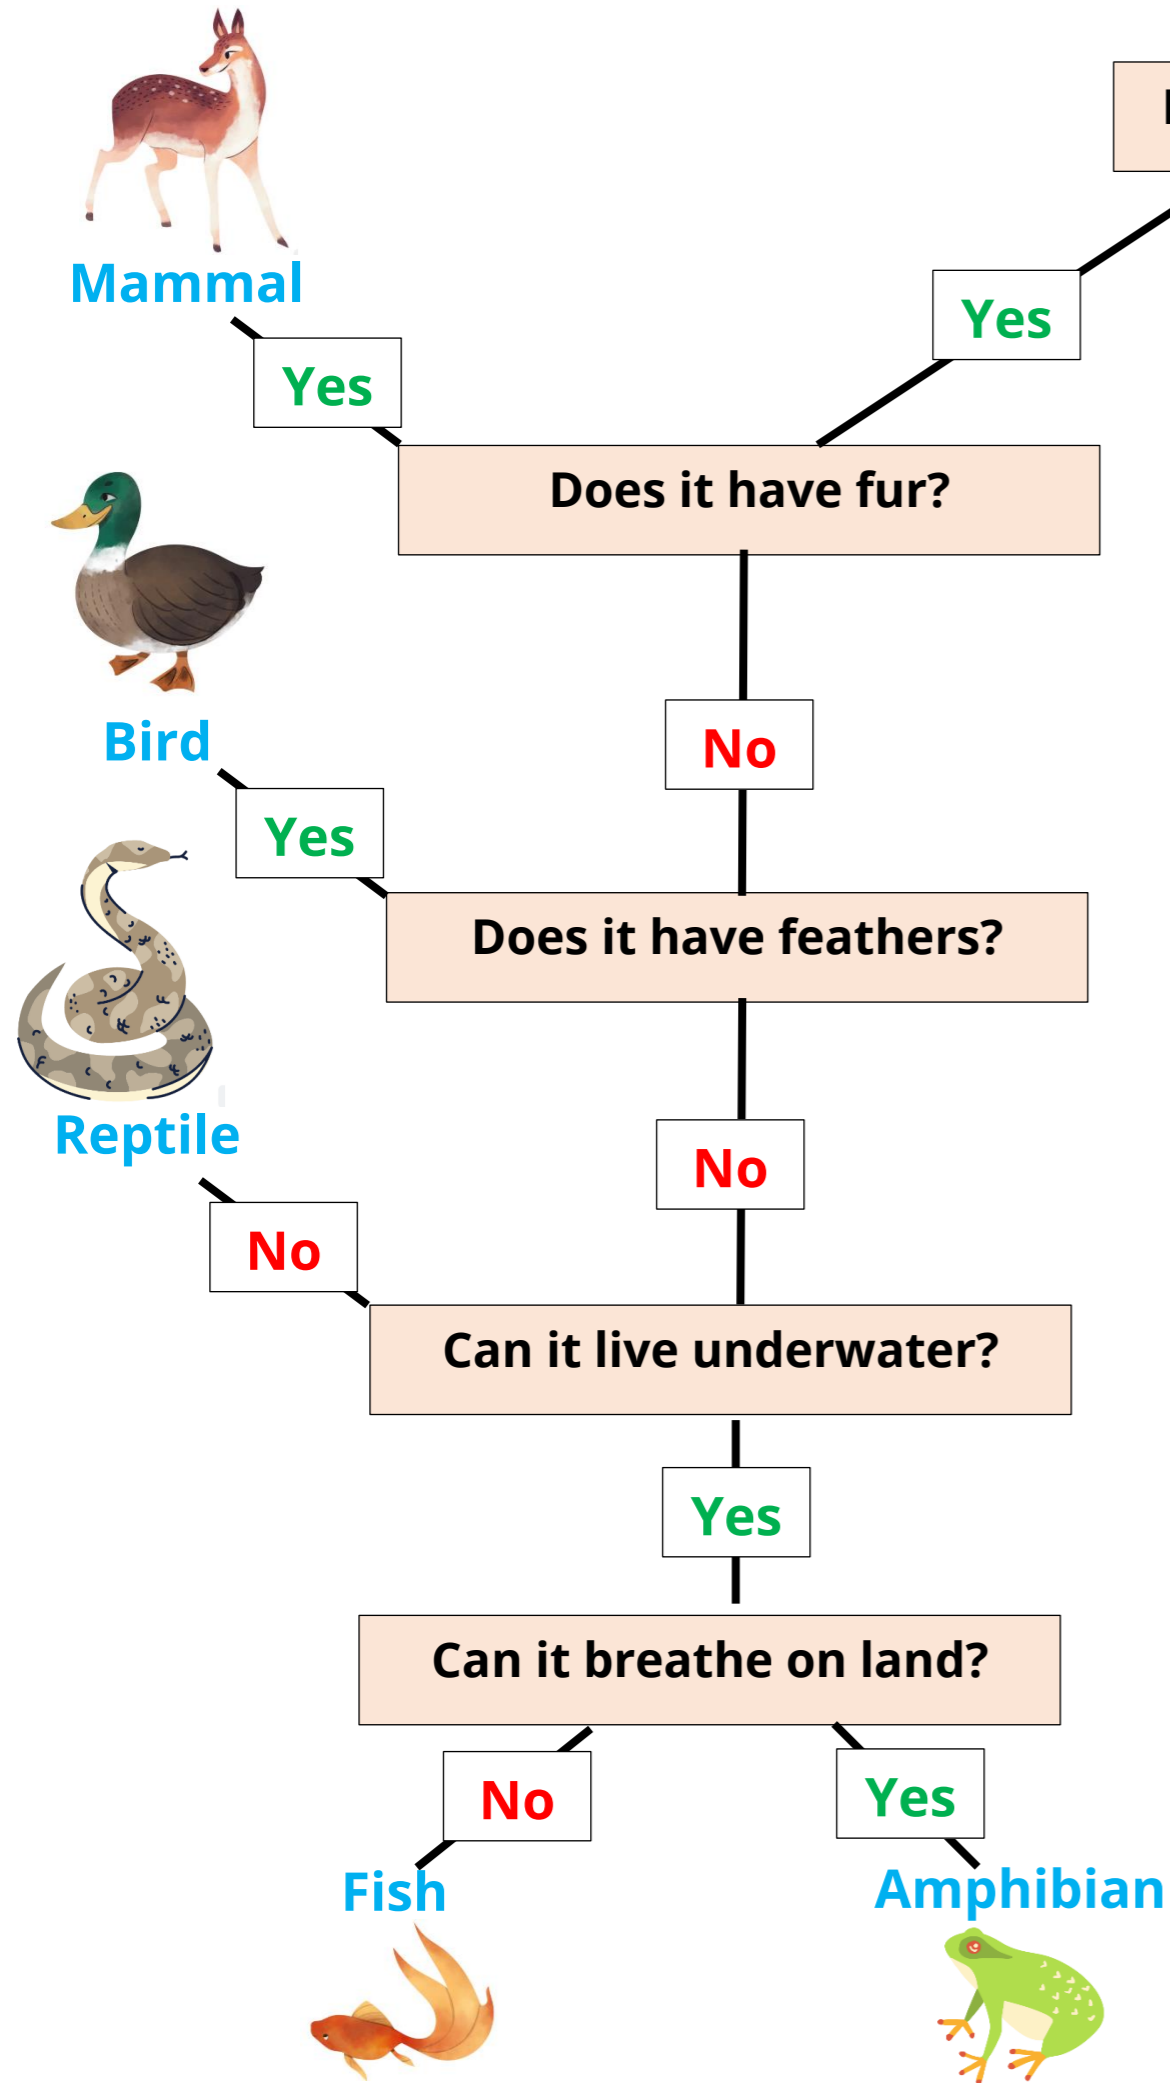 Mammal
Yes
Yes
Does it have fur?
No
Bird
Yes
Does it have feathers?
No
Reptile
No
Can it live underwater?
Yes
Can it breathe on land?
No
Yes
Fish
Amphibian